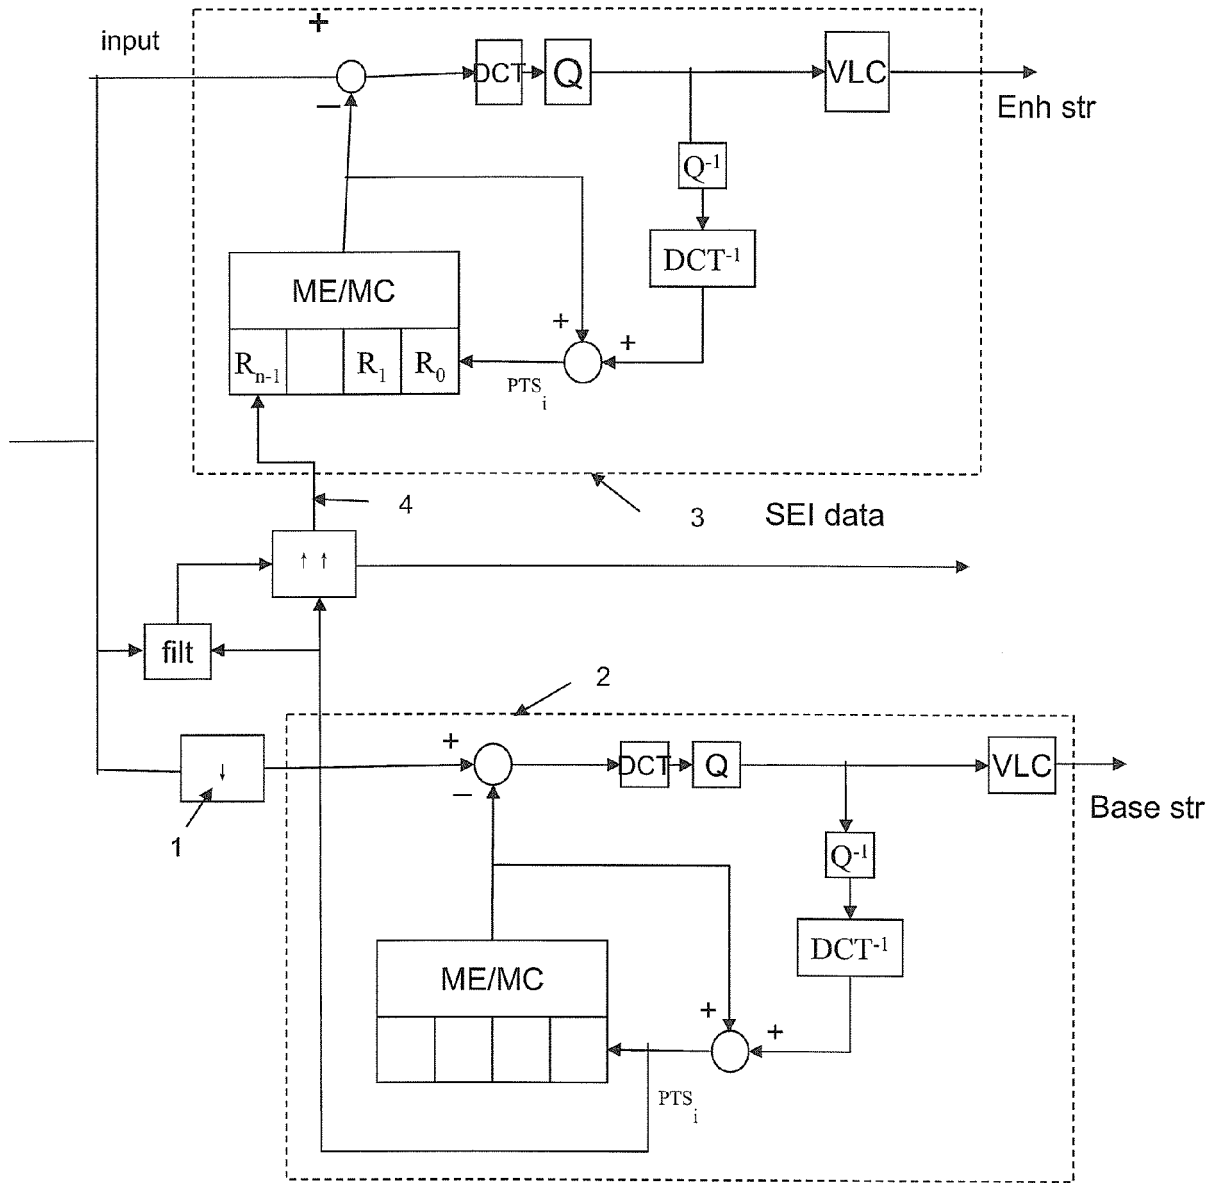 +
input
DCT
Q
VLC
−
Enh str
Q-1
DCT-1
ME/MC
+
+
Rn-1
R1
R0
PTSi
4
3
SEI data
↑ ↑
filt
2
+
DCT
Q
VLC
↓
−
Base str
1
Q-1
DCT-1
ME/MC
+
+
PTSi